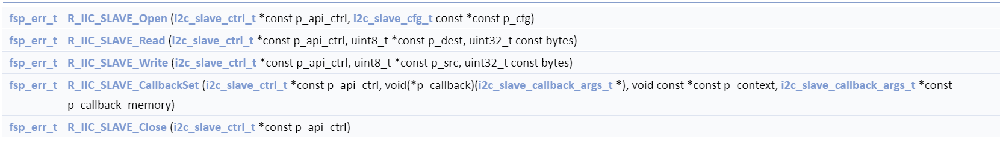 fsp_err_t R_IIC_SLAVE_Open (i2c_slave_ctrl_t *const p_api_ctrl, i2c_slave_cfg_t const *const p_cfg)
fsp_err_t R_IIC_SLAVE_Read (i2c_slave_ctrl_t *const p_api_ctrl, uint8_t *const p_dest, uint32_t const bytes)
fsp_err_t R_IIC_SLAVE_Write (i2c_slave_ctrl_t *const p_api_ctrl, uint8_t *const p_src, uint32_t const bytes)
fsp_err_t R_IIC_SLAVE_CallbackSet (i2c_slave_ctrl_t *const p_api_ctrl, void(*p_callback)(i2c_slave_callback_args_t *), void const *const p_context, i2c_slave_callback_args_t *const
p_callback_memory)
fsp_err_t R_IIC_SLAVE_Close (i2c_slave_ctrl_t *const p_api_ctrl)